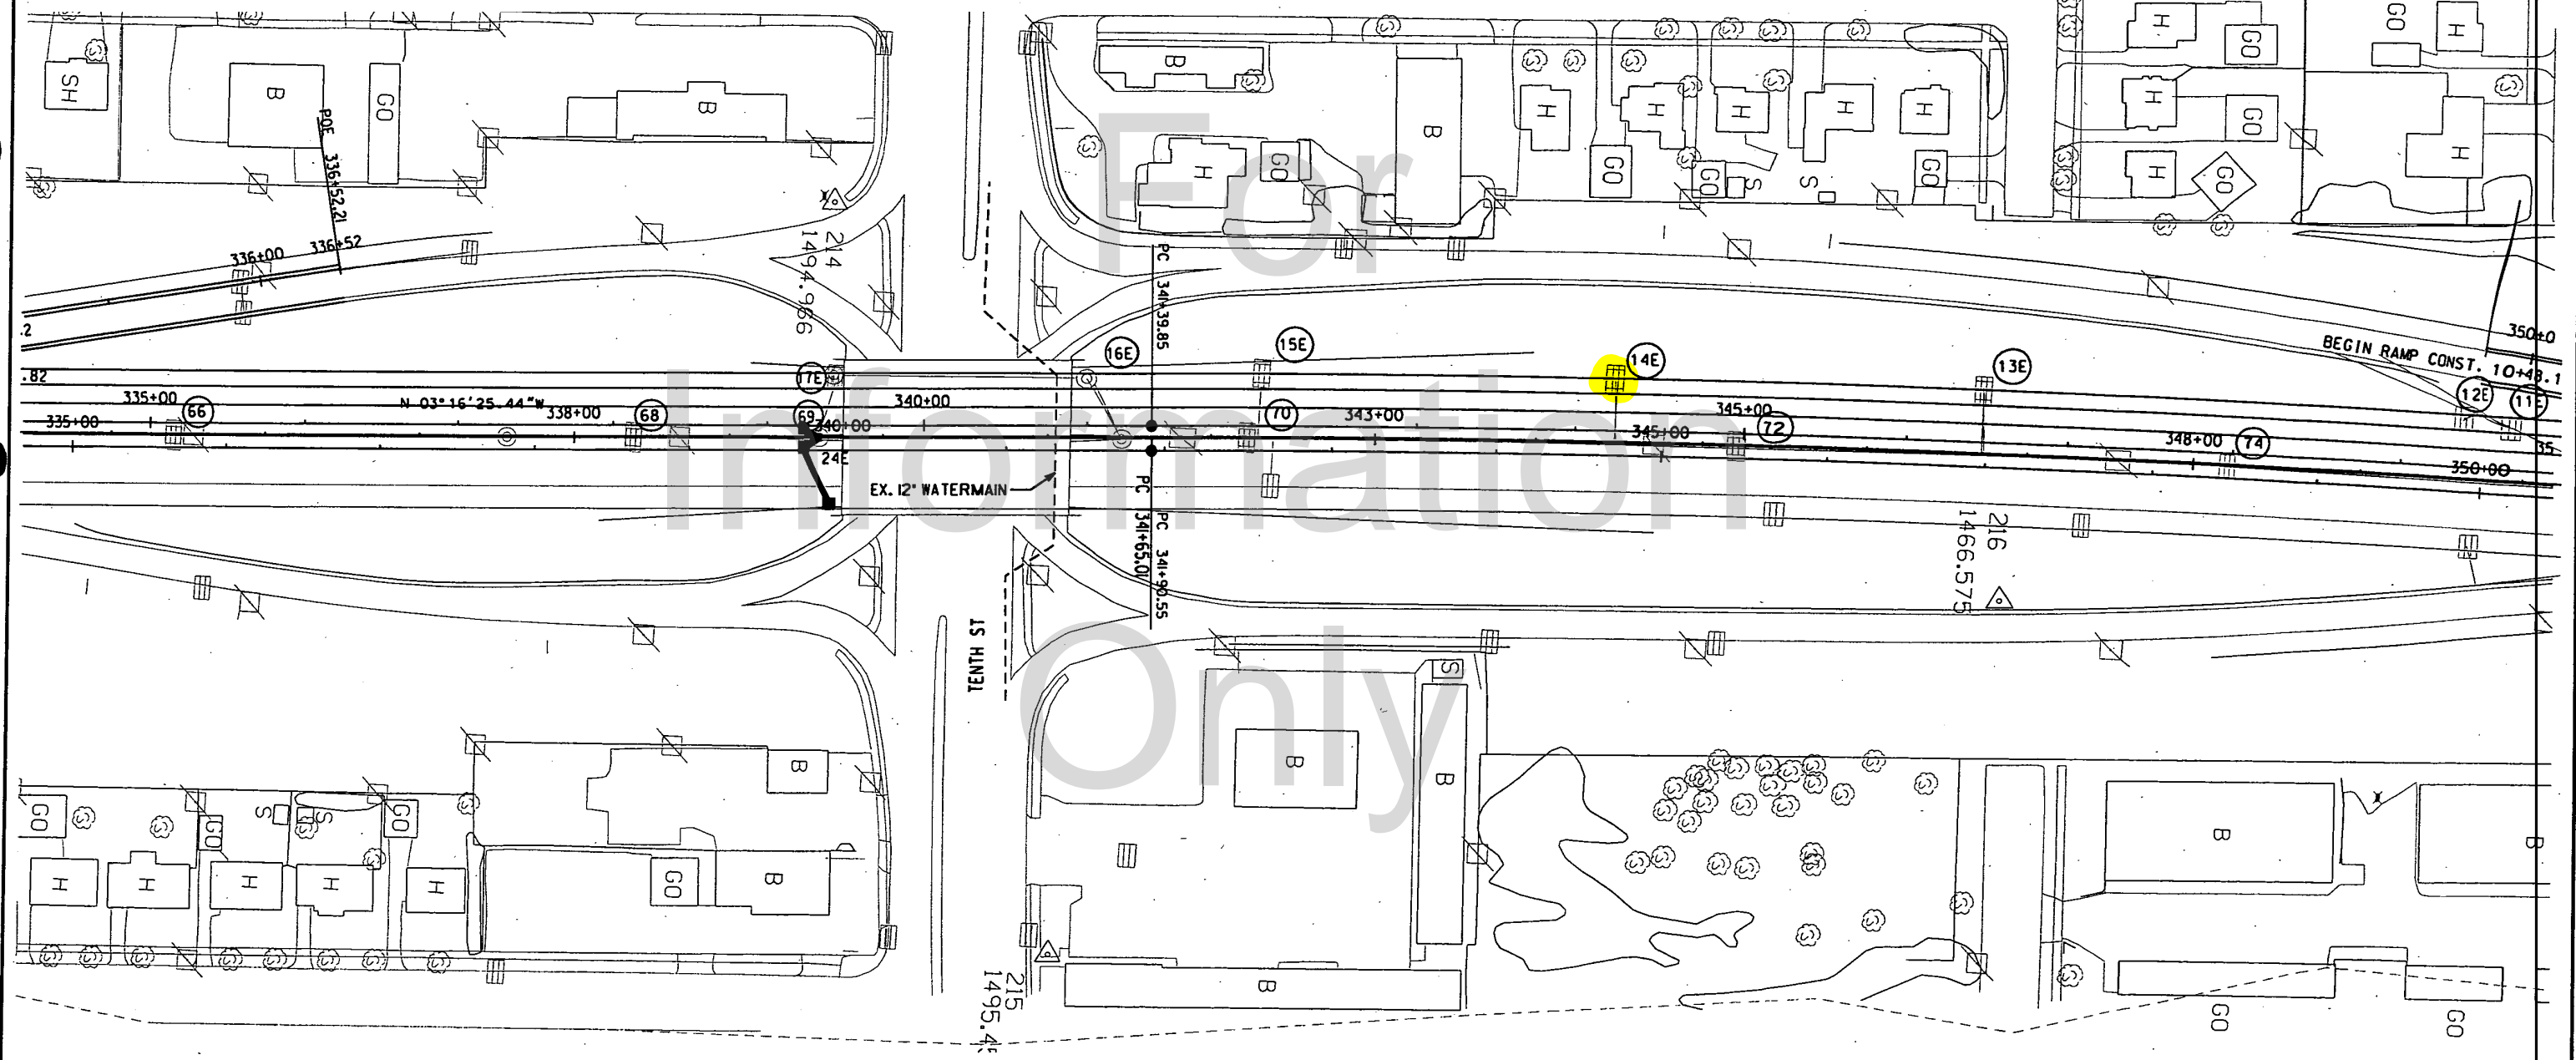 SH
B
GO
B
POE 336+52.21
336+00
336+52
214
1494.986
B
B
H
GO
H
H
H
H
GO
GO
S
S
GO
H
GO
H
GO
H
GO
GO
H
H
For
Information
Only
PC 341+39.85
.2
.82
335+00
335+00
66
N 03°16'25.44"W
338+00
68
17E
69
340+00
24E
340+00
16E
15E
70
343+00
14E
345+00
345+00
72
13E
348+00
74
BEGIN RAMP CONST. 10+48.1
350+0
12E
11E
35
350+00
EX. 12" WATERMAIN
PC 341+65.01
PC 341+90.55
216
1466.575
TENTH ST
S
B
B
B
B
GO
GO
S
S
GO
H
H
H
H
H
GO
B
B
B
215
1495.4
B
GO
GO